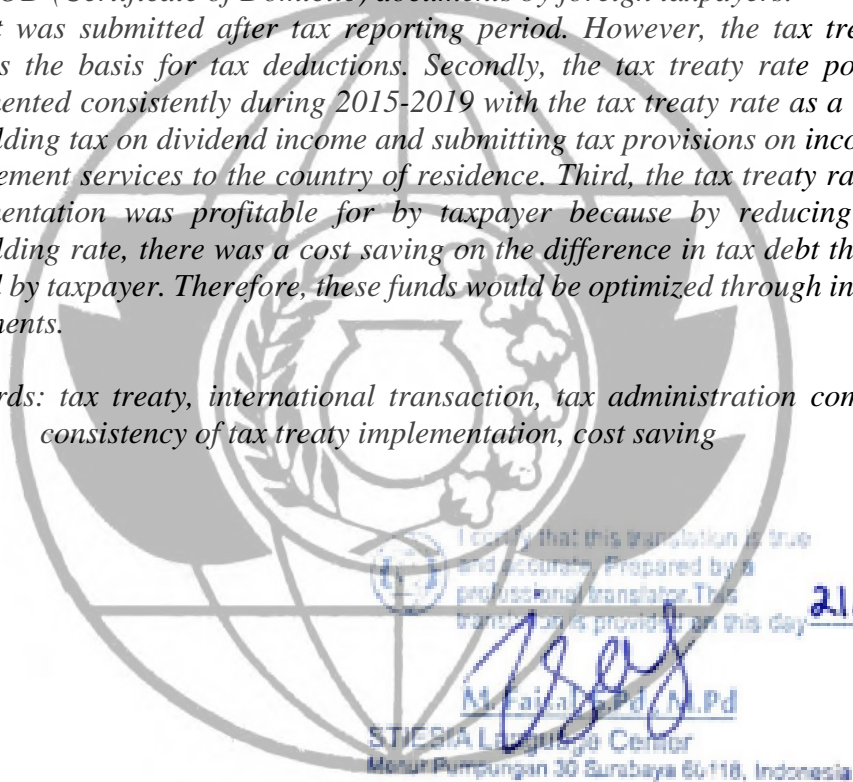 (Certificate of Domicile) documents by foreign taxpayers.
t was submitted after tax reporting period. However, the tax tre
s the basis for tax deductions. Secondly, the tax treaty rate po
ented consistently during 2015-2019 with the tax treaty rate as a
lding tax on dividend income and submitting tax provisions on inco
ement services to the country of residence. Third, the tax treaty ra
entation was profitable for by taxpayer because by reducing
lding rate, there was a cost saving on the difference in tax debt th
d by taxpayer. Therefore, these funds would be optimized through in
nents.
rds: tax treaty, international transaction, tax administration com
consistency of tax treaty implementation, cost saving
I certify that this translation is true
and accurate. Prepared by a
professional translator. This
translation is provided on this day 21
M. Faisal, S.Pd, M.Pd
STIESIA Language Center
Menur Pumpungan 30 Surabaya 60118, Indonesia